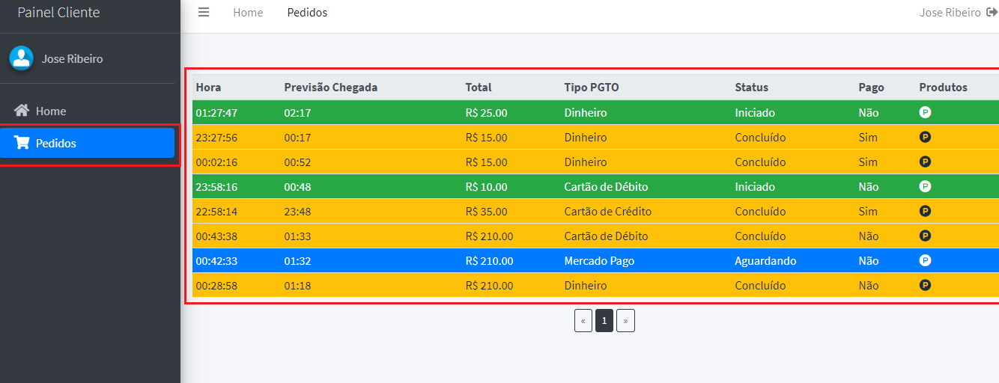 Painel Cliente
Home Pedidos
Jose Ribeiro
Jose Ribeiro
Home
Pedidos
Hora Previsão Chegada Total Tipo PGTO Status Pago Produtos
01:27:47 02:17 R$ 25.00 Dinheiro Iniciado Não P
23:27:56 00:17 R$ 15.00 Dinheiro Concluído Sim P
00:02:16 00:52 R$ 15.00 Dinheiro Concluído Sim P
23:58:16 00:48 R$ 10.00 Cartão de Débito Iniciado Não P
22:58:14 23:48 R$ 35.00 Cartão de Crédito Concluído Sim P
00:43:38 01:33 R$ 210.00 Cartão de Débito Concluído Não P
00:42:33 01:32 R$ 210.00 Mercado Pago Aguardando Não P
00:28:58 01:18 R$ 210.00 Dinheiro Concluído Não P
« 1 »